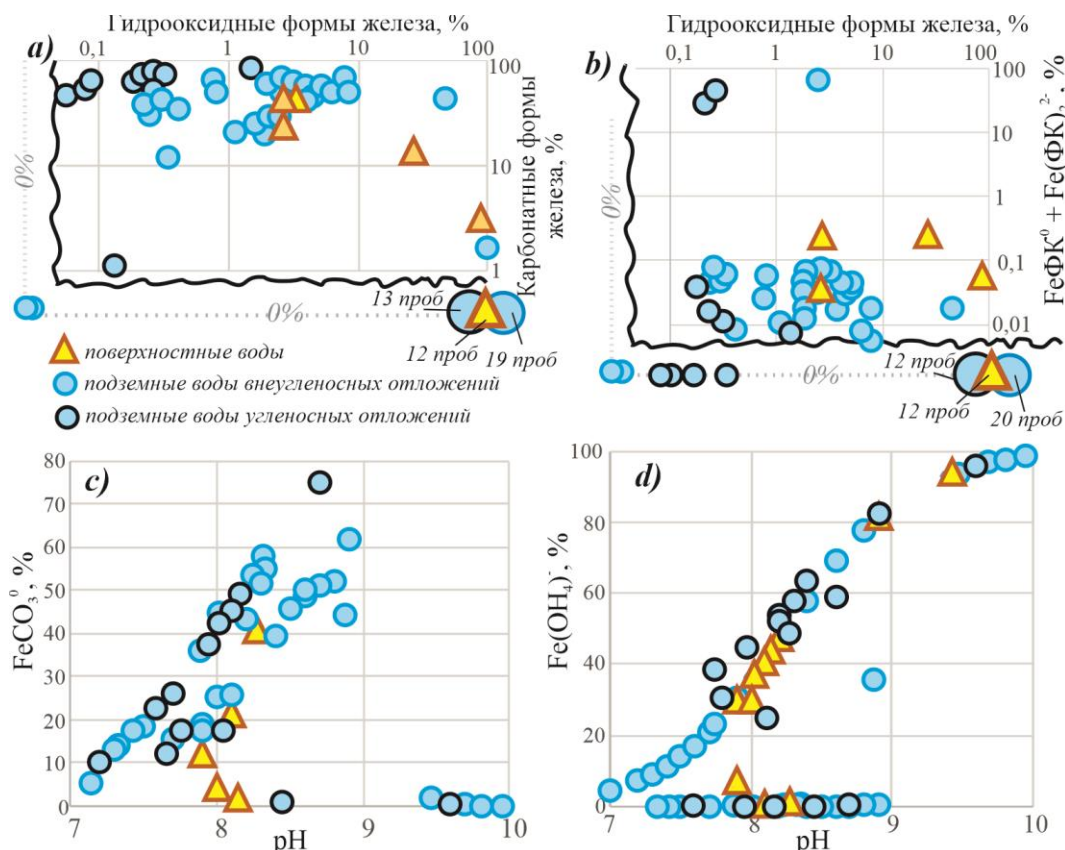 Гидрооксидные формы железа, %
a)
0,1 1 10 100
100
10
1
Карбонатные формы
железа, %
0%
0%
13 проб
12 проб
19 проб
поверхностные воды
подземные воды внеугленосных отложений
подземные воды угленосных отложений
Гидрооксидные формы железа, %
b)
0,1 1 10 100
100
10
1
0,1
0,01
FeФК⁰ + Fe(ФК)₂²⁻, %
0%
0%
12 проб
12 проб
20 проб
c)
80
70
60
50
40
30
20
10
0
FeCO₃⁰, %
7 8 9 10
pH
d)
100
80
60
40
20
0
Fe(OH₄)⁻, %
7 8 9 10
pH